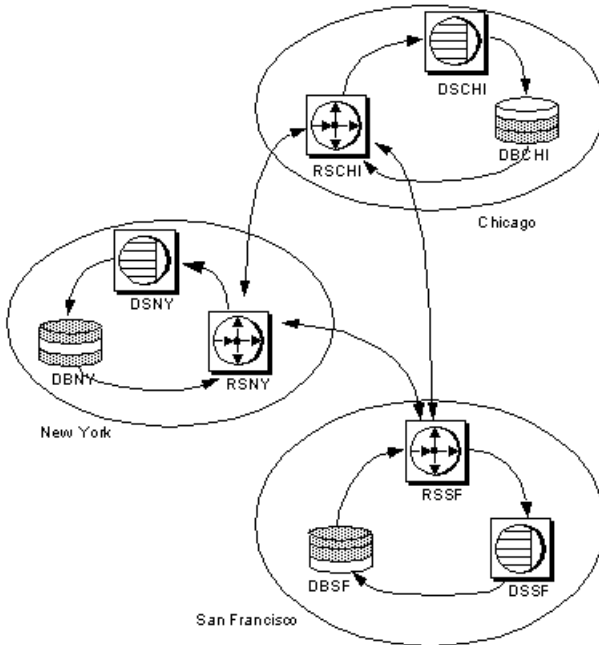 DSCHI
DBCHI
RSCHI
Chicago
DSNY
DBNY
RSNY
New York
RSSF
DBSF
DSSF
San Francisco